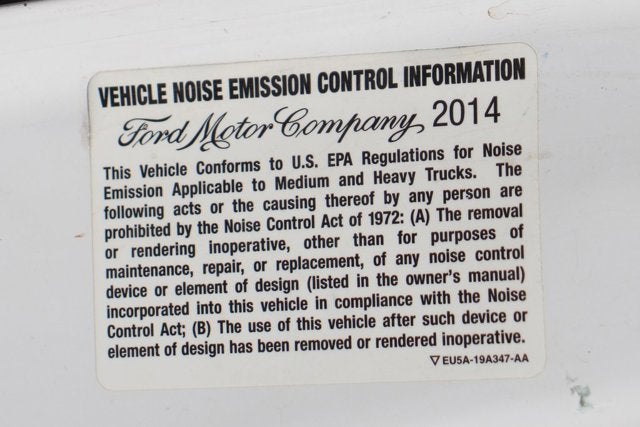 VEHICLE NOISE EMISSION CONTROL INFORMATION
Ford Motor Company 2014
This Vehicle Conforms to U.S. EPA Regulations for Noise
Emission Applicable to Medium and Heavy Trucks. The
following acts or the causing thereof by any person are
prohibited by the Noise Control Act of 1972: (A) The removal
or rendering inoperative, other than for purposes of
maintenance, repair, or replacement, of any noise control
device or element of design (listed in the owner's manual)
incorporated into this vehicle in compliance with the Noise
Control Act; (B) The use of this vehicle after such device or
element of design has been removed or rendered inoperative.
▽ EU5A-19A347-AA